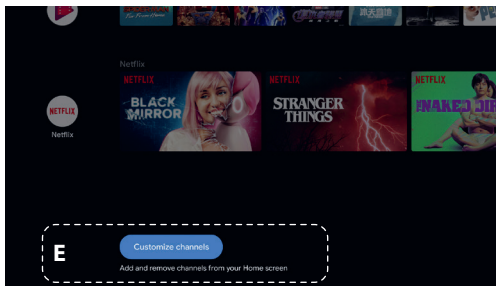 Netflix
NETFLIX
BLACK
MIRROR
NETFLIX
STRANGER
THINGS
NETFLIX
NETFLIX
Netflix
E
Customize channels
Add and remove channels from your Home screen